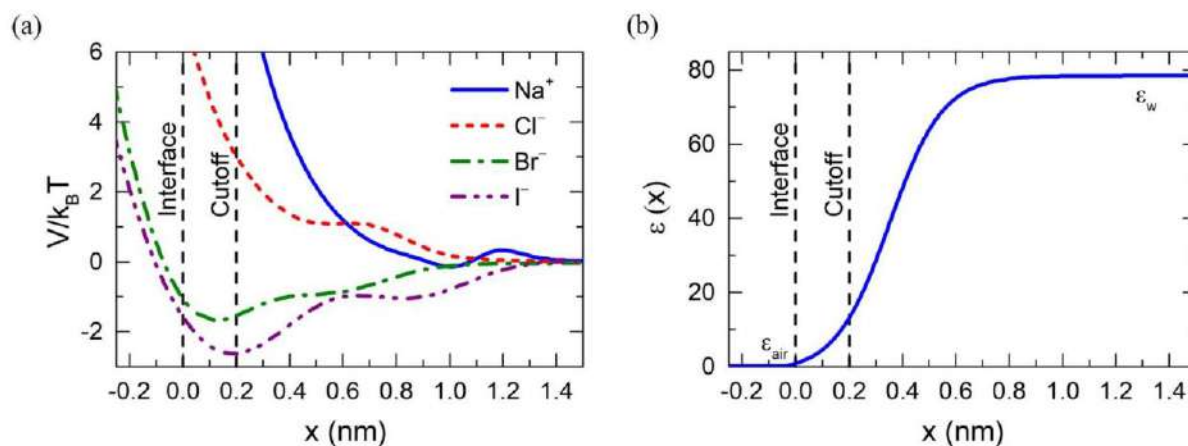 (a)
6
4
2
0
-2
V/k_BT
Interface
Cutoff
Na⁺
Cl⁻
Br⁻
I⁻
-0.2 0.0 0.2 0.4 0.6 0.8 1.0 1.2 1.4
x (nm)
(b)
80
60
40
20
0
ε (x)
Interface
Cutoff
ε_air
ε_w
-0.2 0.0 0.2 0.4 0.6 0.8 1.0 1.2 1.4
x (nm)